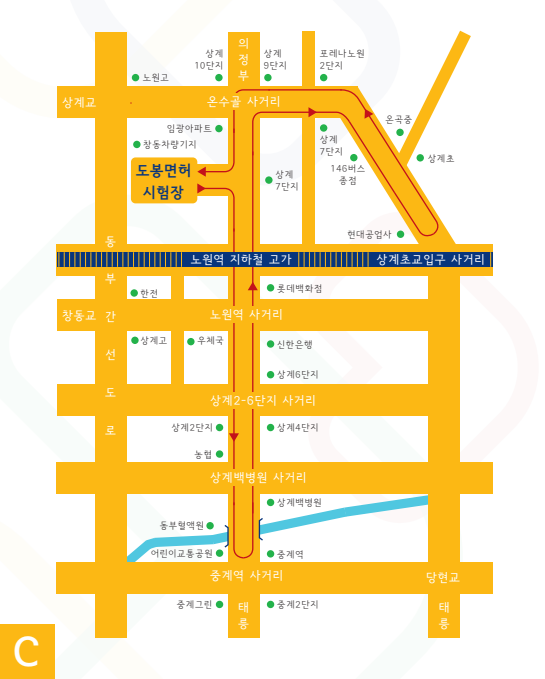 의
정
부
상계
10단지
상계
9단지
포레나노원
2단지
노원고
상계교
온수골 사거리
임광아파트
창동차량기지
상계
7단지
온곡중
도봉면허
시험장
상계
7단지
146버스
종점
상계초
현대공업사
동
부
간
선
도
로
노원역 지하철 고가
상계초교입구 사거리
한전
롯데백화점
창동교
노원역 사거리
상계고
우체국
신한은행
상계6단지
상계2-6단지 사거리
상계2단지
상계4단지
농협
상계백병원 사거리
상계백병원
동부혈액원
어린이교통공원
중계역
중계역 사거리
당현교
중계그린
태
릉
중계2단지
태
릉
C